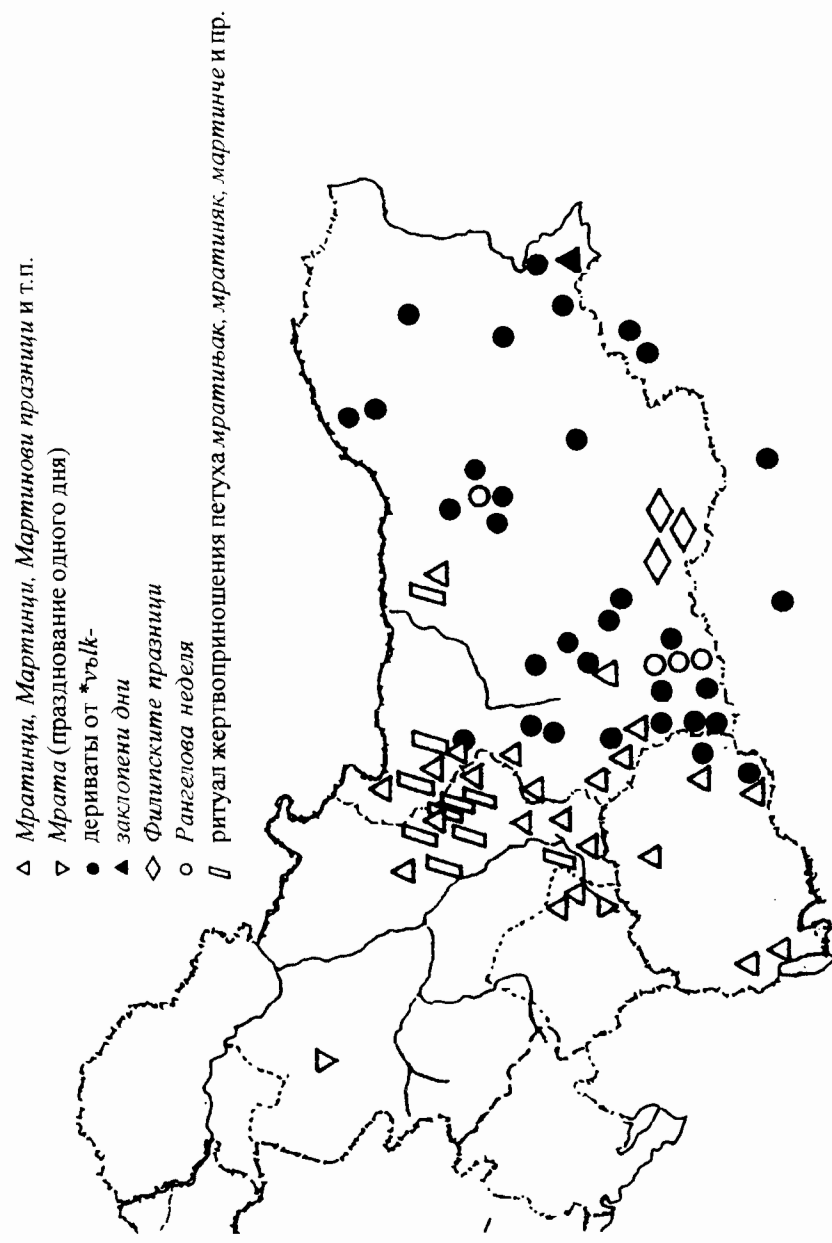 △ Мратинци, Мартинци, Мартинови празници и т.п.
▽ Мрата (празднование одного дня)
● дериваты от *vьlk-
▲ заклопени дни
◇ Филипските празници
○ Рангелова неделя
▯ ритуал жертвоприношения петуха мратињак, мратиняк, мартинче и пр.